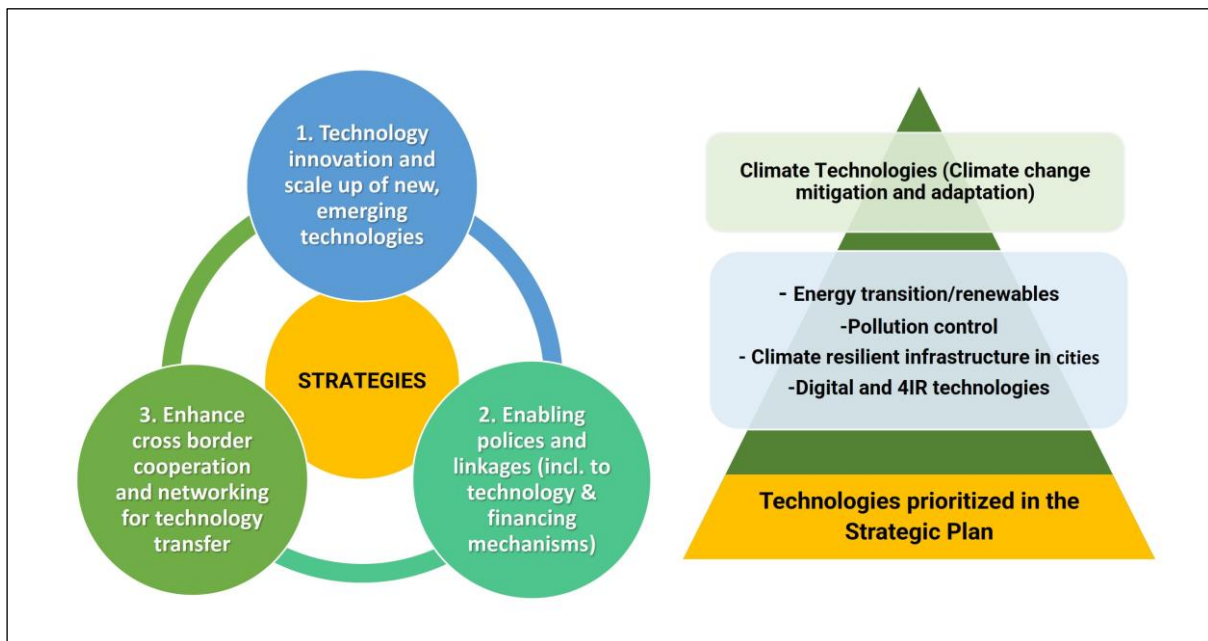 1. Technology
innovation and
scale up of new,
emerging
technologies
STRATEGIES
3. Enhance
cross border
cooperation
and networking
for technology
transfer
2. Enabling
polices and
linkages (incl. to
technology &
financing
mechanisms)
Climate Technologies (Climate change
mitigation and adaptation)
- Energy transition/renewables
-Pollution control
- Climate resilient infrastructure in cities
-Digital and 4IR technologies
Technologies prioritized in the
Strategic Plan